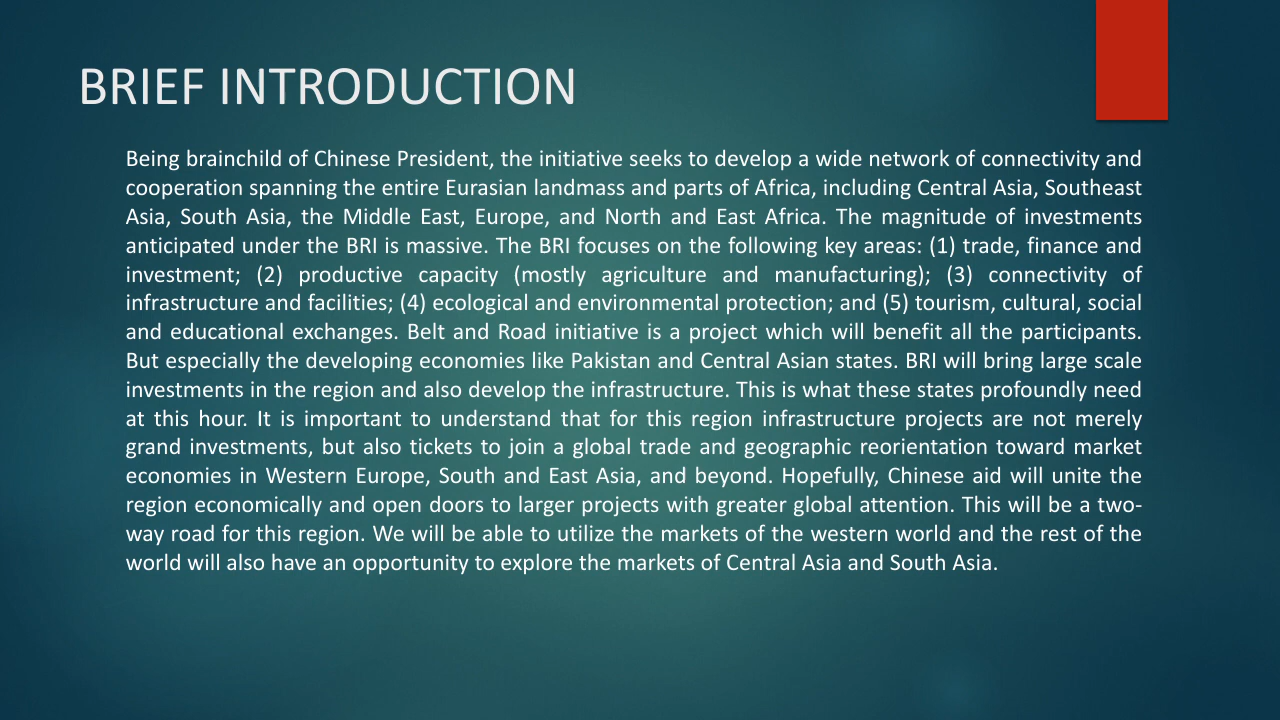 BRIEF INTRODUCTION
Being brainchild of Chinese President, the initiative seeks to develop a wide network of connectivity and
cooperation spanning the entire Eurasian landmass and parts of Africa, including Central Asia, Southeast
Asia, South Asia, the Middle East, Europe, and North and East Africa. The magnitude of investments
anticipated under the BRI is massive. The BRI focuses on the following key areas: (1) trade, finance and
investment; (2) productive capacity (mostly agriculture and manufacturing); (3) connectivity of
infrastructure and facilities; (4) ecological and environmental protection; and (5) tourism, cultural, social
and educational exchanges. Belt and Road initiative is a project which will benefit all the participants.
But especially the developing economies like Pakistan and Central Asian states. BRI will bring large scale
investments in the region and also develop the infrastructure. This is what these states profoundly need
at this hour. It is important to understand that for this region infrastructure projects are not merely
grand investments, but also tickets to join a global trade and geographic reorientation toward market
economies in Western Europe, South and East Asia, and beyond. Hopefully, Chinese aid will unite the
region economically and open doors to larger projects with greater global attention. This will be a two-
way road for this region. We will be able to utilize the markets of the western world and the rest of the
world will also have an opportunity to explore the markets of Central Asia and South Asia.